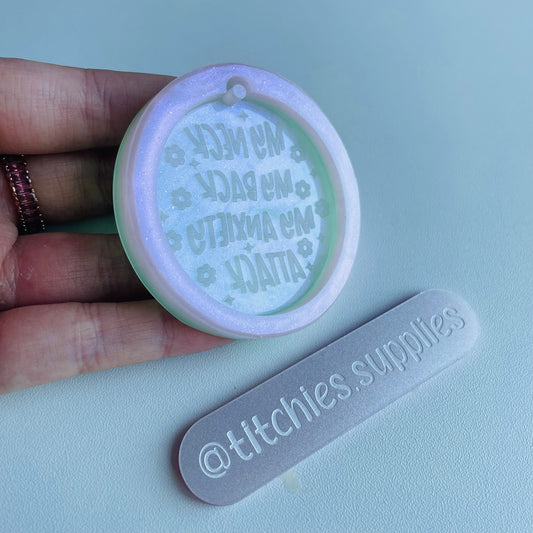 MY NECK
MY BACK
MY ANXIETY
ATTACK
@titchies.supplies